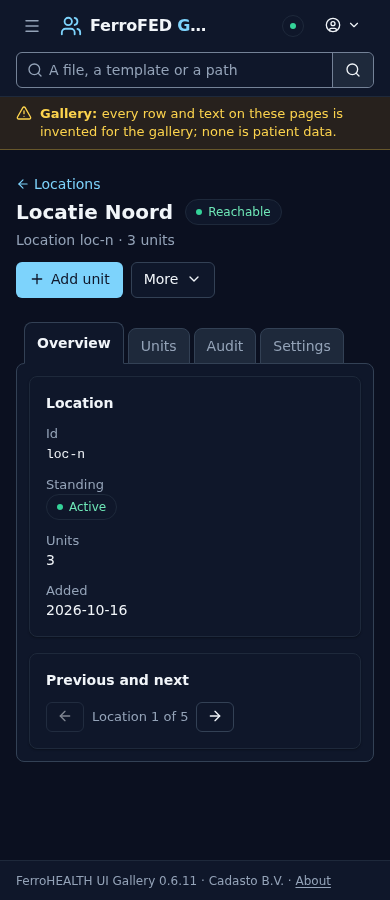 FerroFED G…
A file, a template or a path
Gallery: every row and text on these pages is
invented for the gallery; none is patient data.
← Locations
Locatie Noord
Reachable
Location loc-n · 3 units
+ Add unit
More
Overview
Units
Audit
Settings
Location
Id
loc-n
Standing
Active
Units
3
Added
2026-10-16
Previous and next
← Location 1 of 5 →
FerroHEALTH UI Gallery 0.6.11 · Cadasto B.V. · About